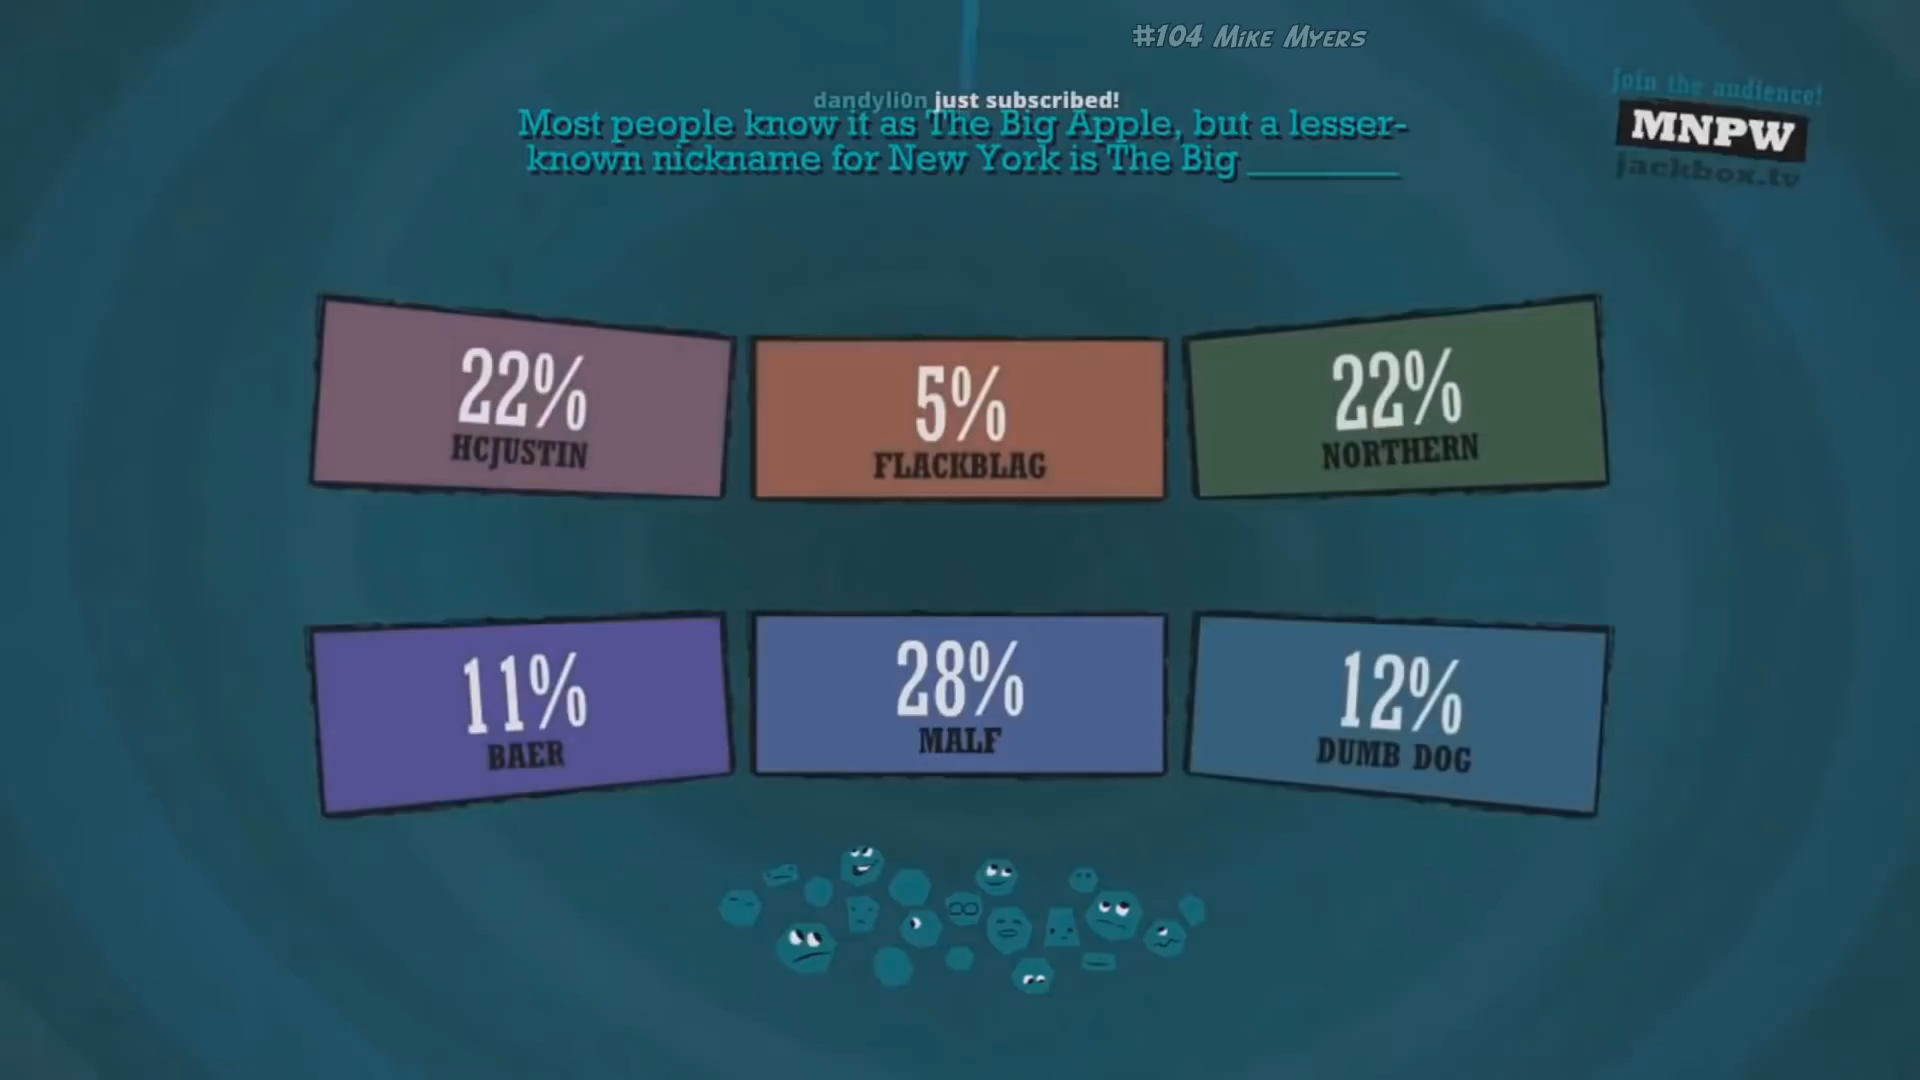 #104 Mike Myers
join the audience!
MNPW
jackbox.tv
dandyli0n just subscribed!
Most people know it as The Big Apple, but a lesser-
known nickname for New York is The Big ________
22%
HCJUSTIN
5%
FLACKBLAG
22%
NORTHERN
11%
BAER
28%
MALF
12%
DUMB DOG